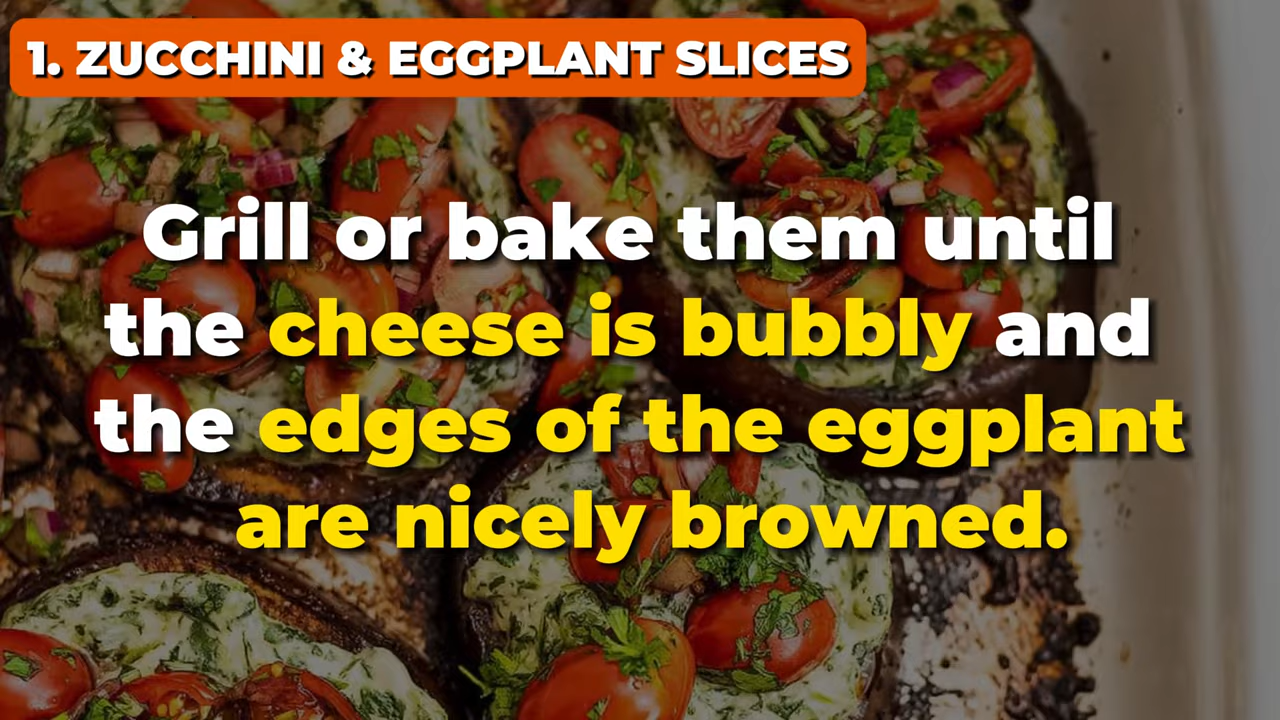 1. ZUCCHINI & EGGPLANT SLICES
Grill or bake them until
the cheese is bubbly and
the edges of the eggplant
are nicely browned.